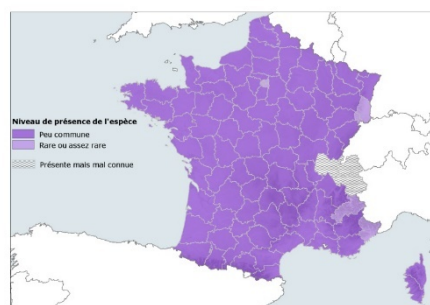 Niveau de présence de l'espèce
Peu commune
Rare ou assez rare
Présente mais mal connue